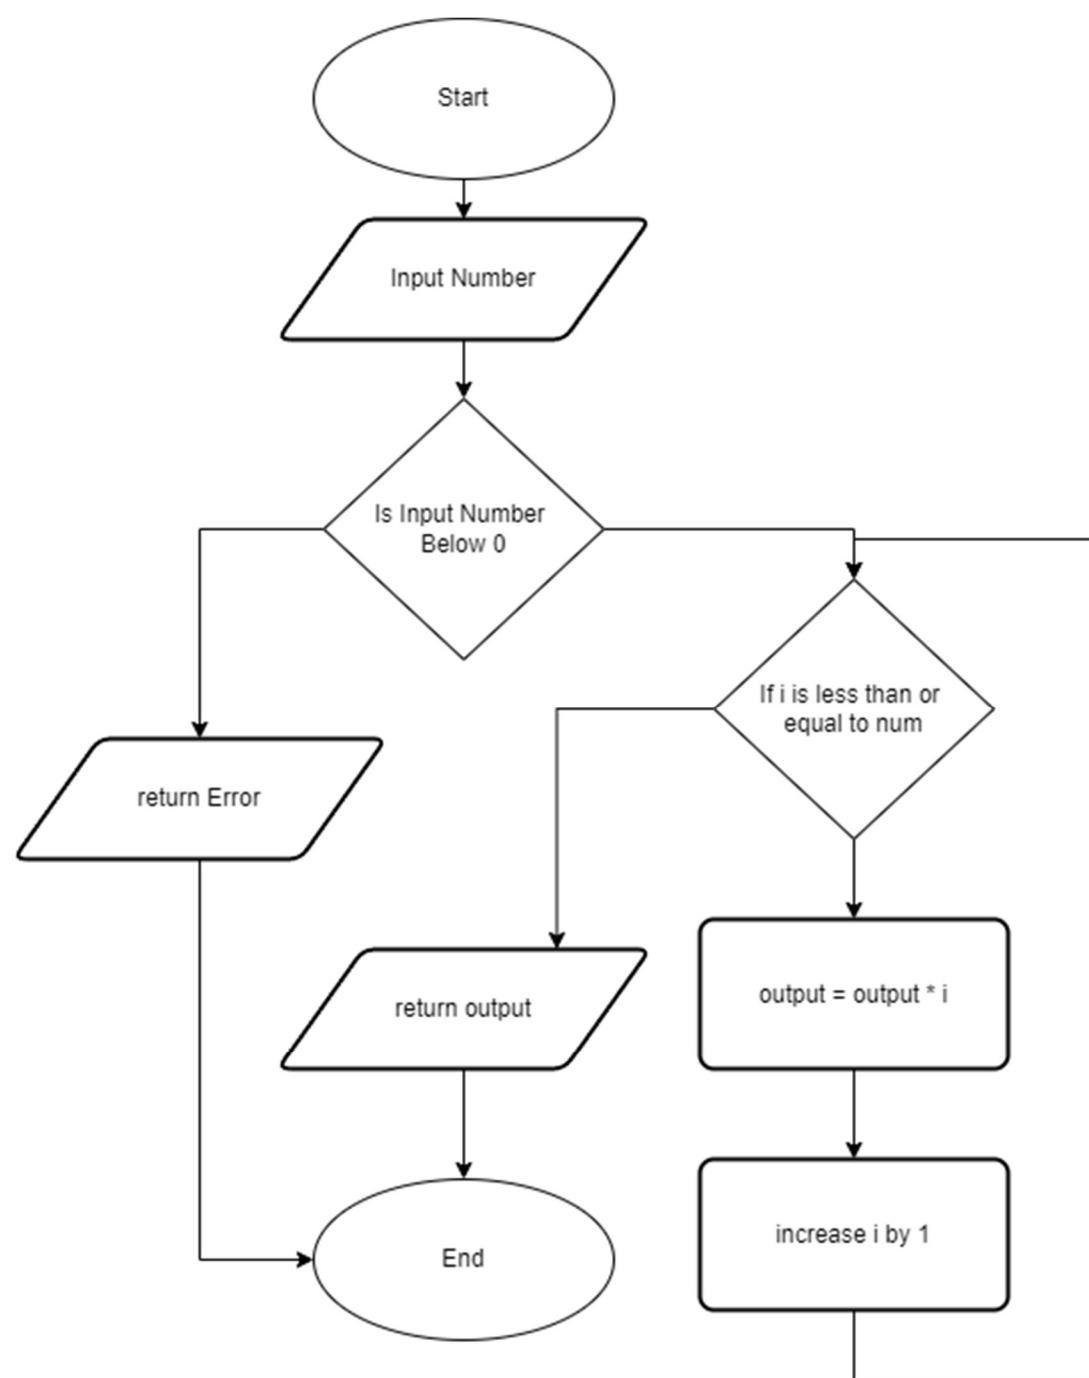 Start
Input Number
Is Input Number
Below 0
If i is less than or
equal to num
return Error
output = output * i
return output
increase i by 1
End